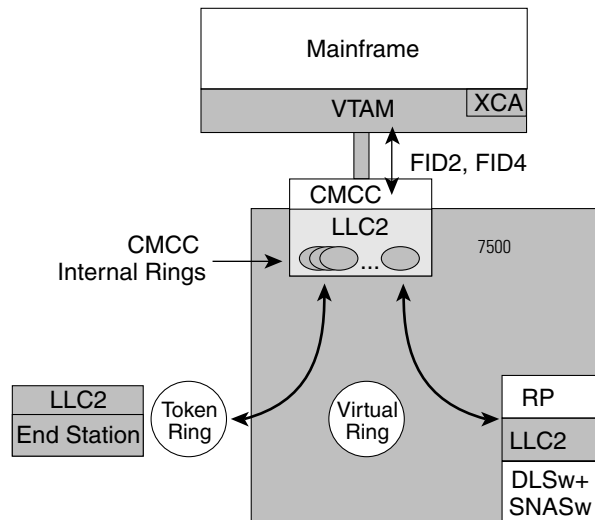 Mainframe
VTAM
XCA
FID2, FID4
CMCC
LLC2
...
7500
CMCC
Internal Rings
LLC2
End Station
Token
Ring
Virtual
Ring
RP
LLC2
DLSw+
SNASw